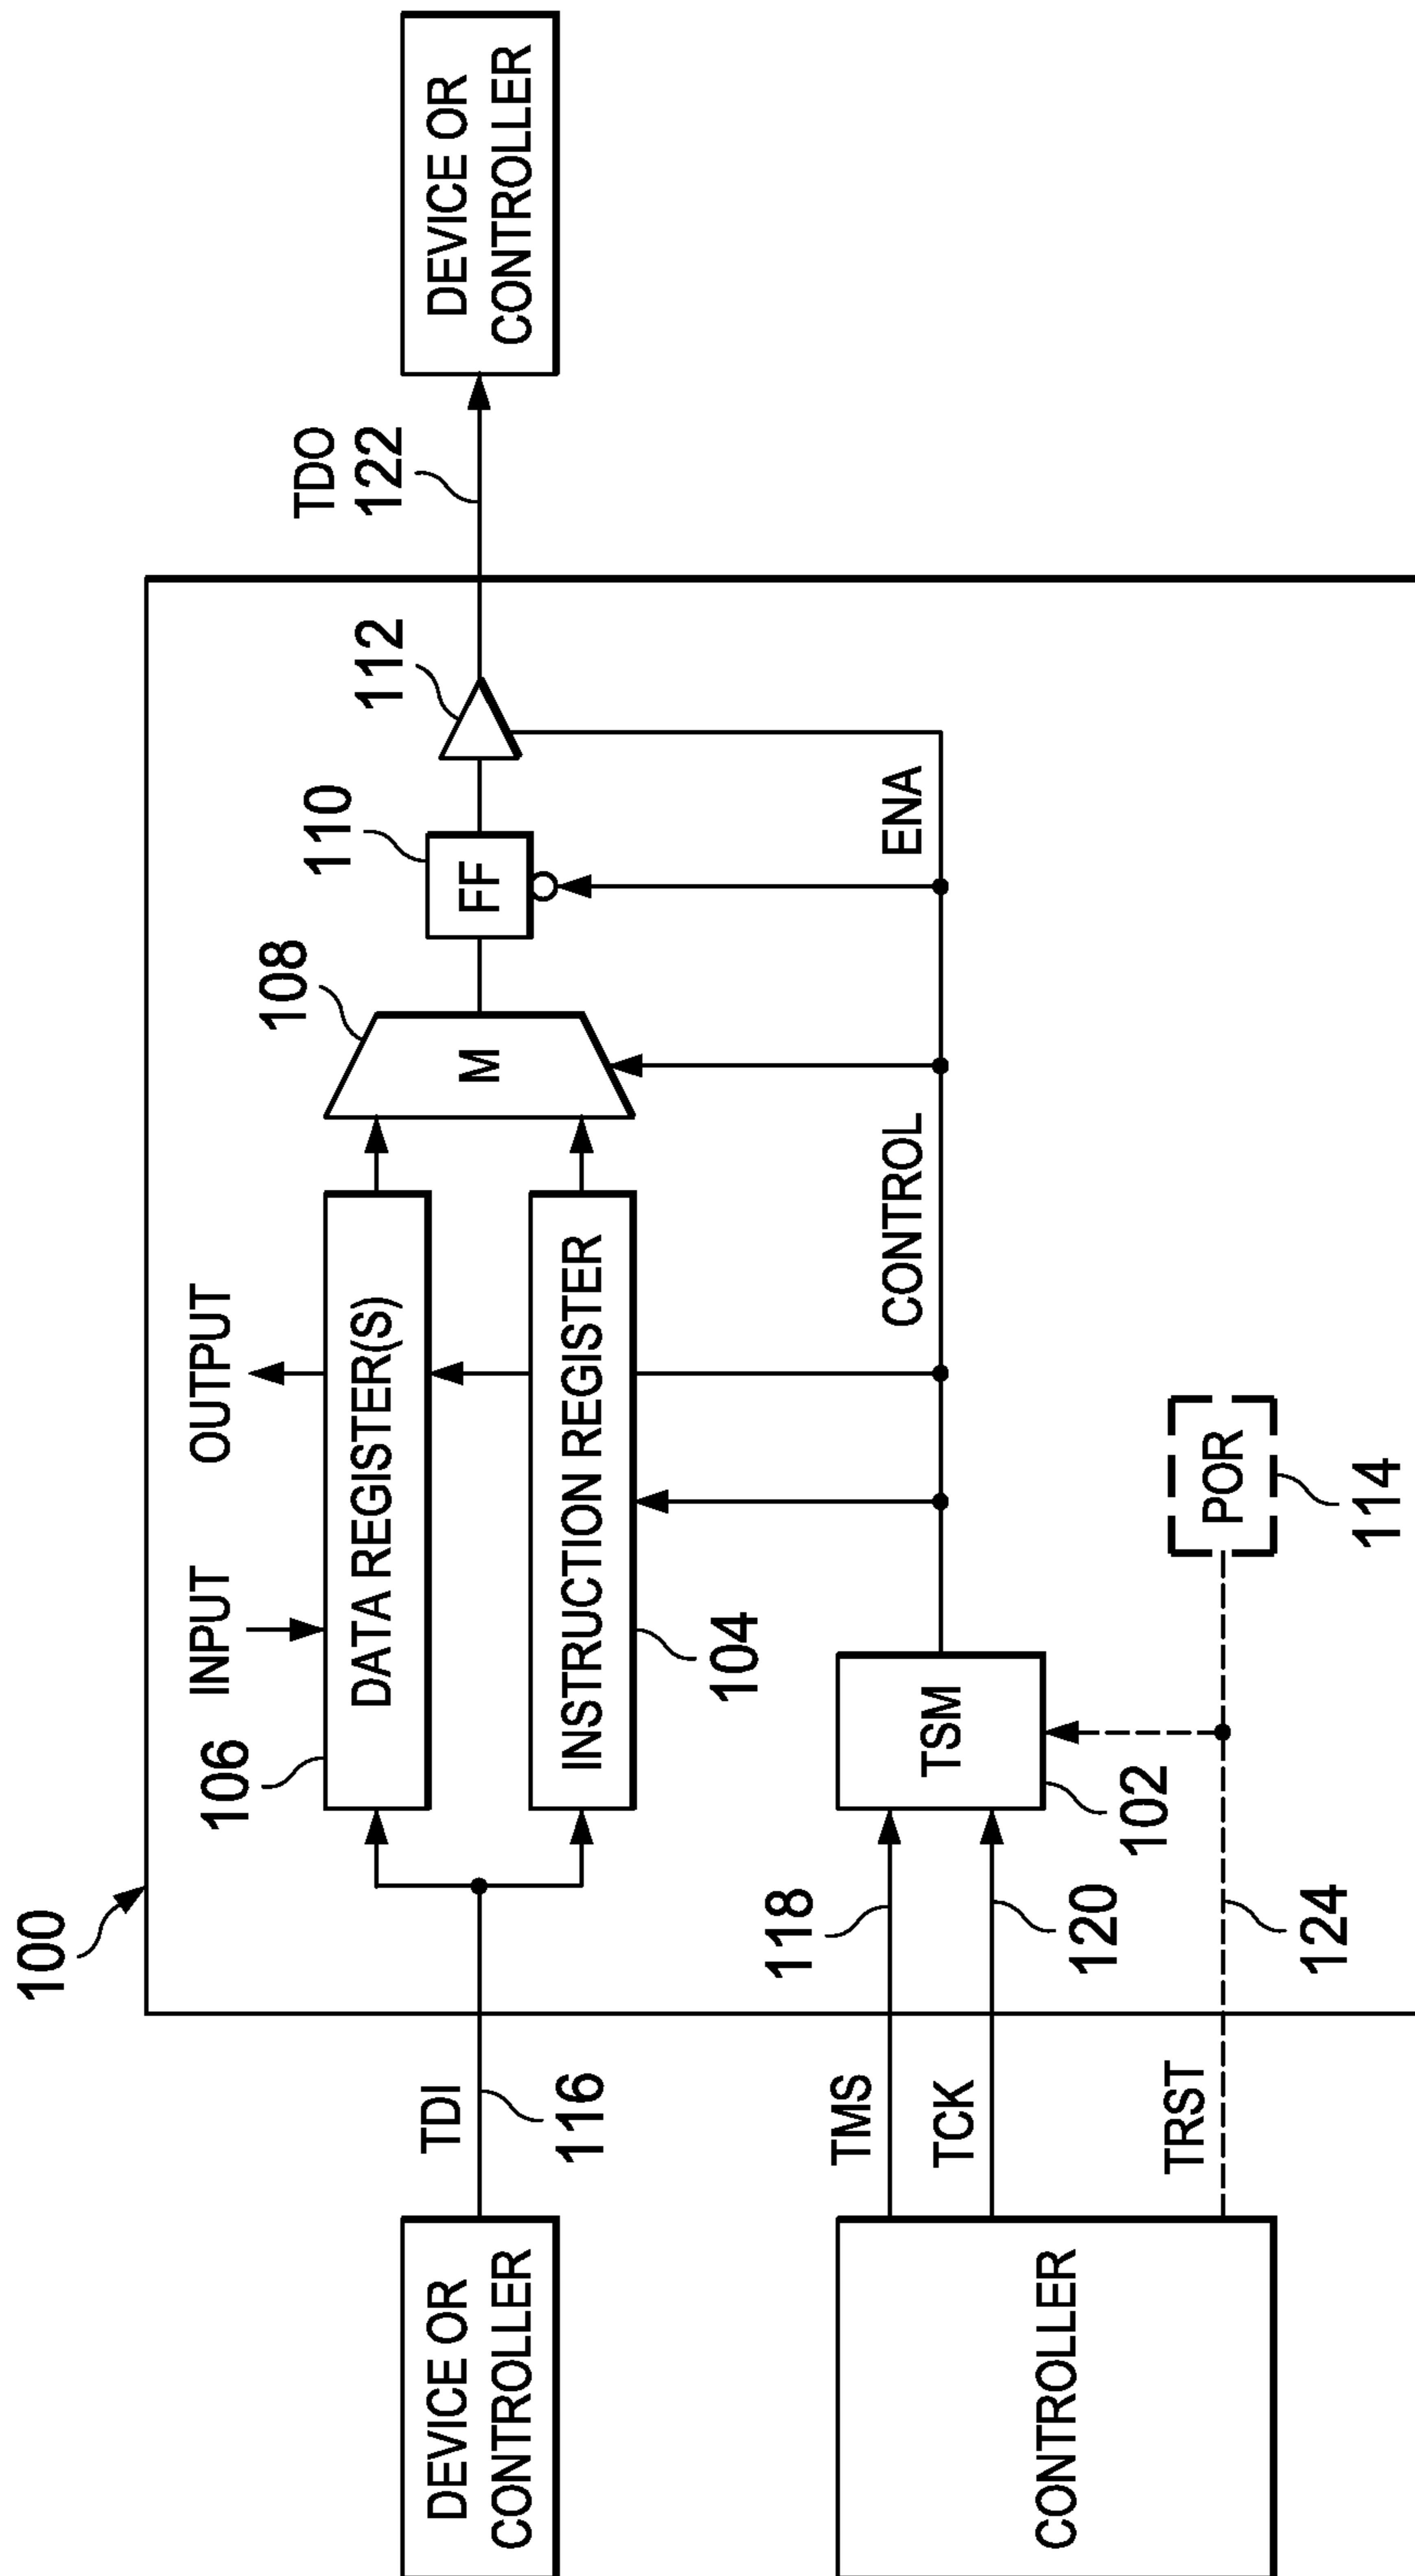 100
106
INPUT
OUTPUT
108
110
112
TDO
122
DEVICE OR
CONTROLLER
TDI
116
DEVICE OR
CONTROLLER
DATA REGISTER(S)
INSTRUCTION REGISTER
104
M
FF
CONTROL
ENA
TMS
118
TCK
120
TSM
102
CONTROLLER
TRST
124
POR
114